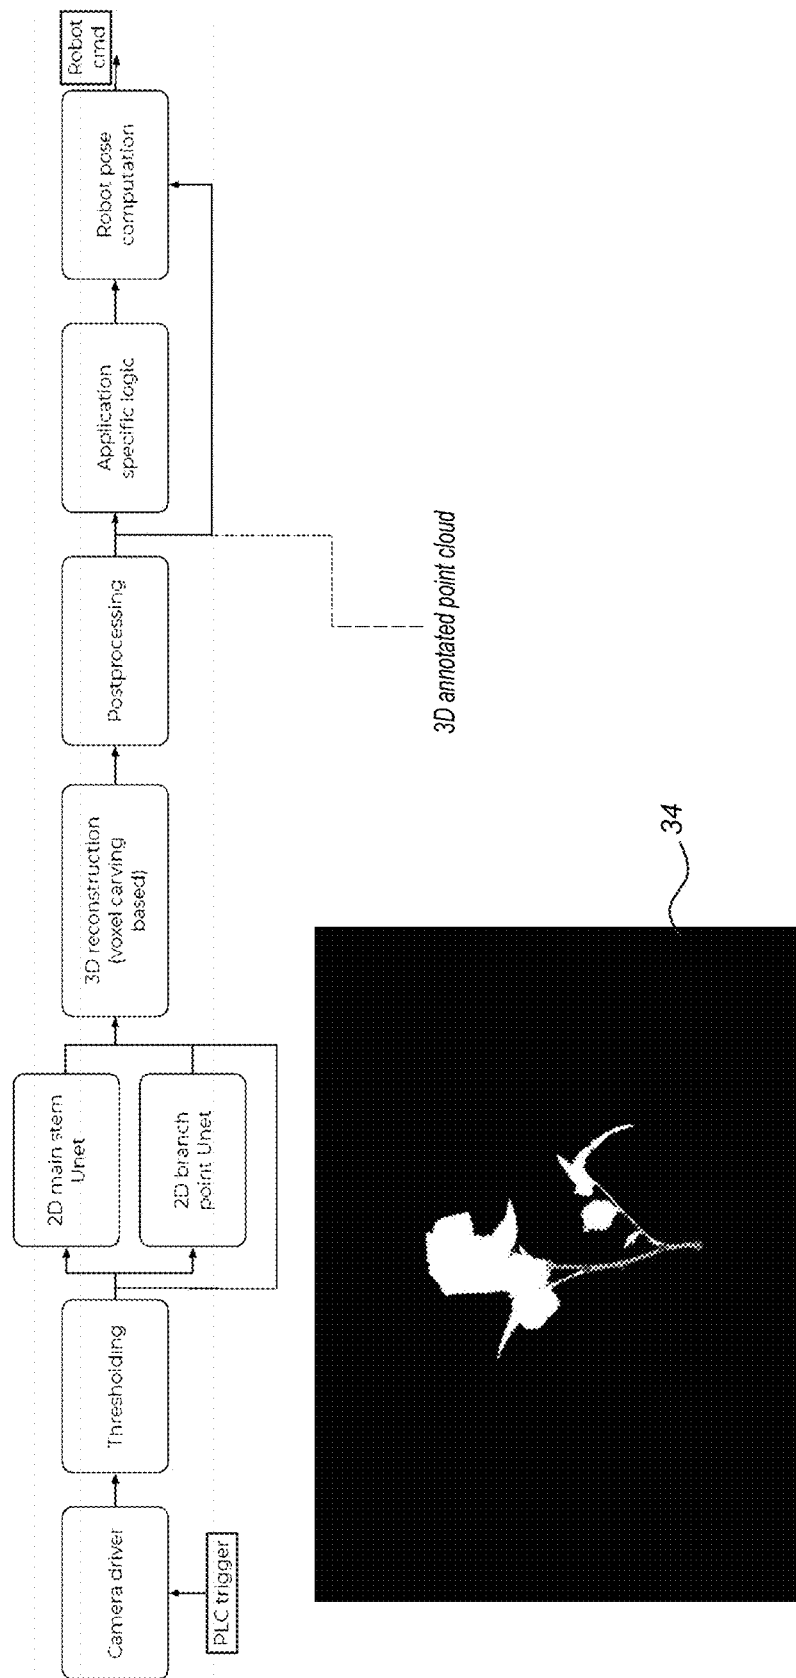 Camera driver
PLC trigger
Thresholding
2D main stem
Unet
2D branch
point Unet
3D reconstruction
(voxel carving
based)
Postprocessing
Application
specific logic
Robot pose
computation
Robot
cmd
3D annotated point cloud
34